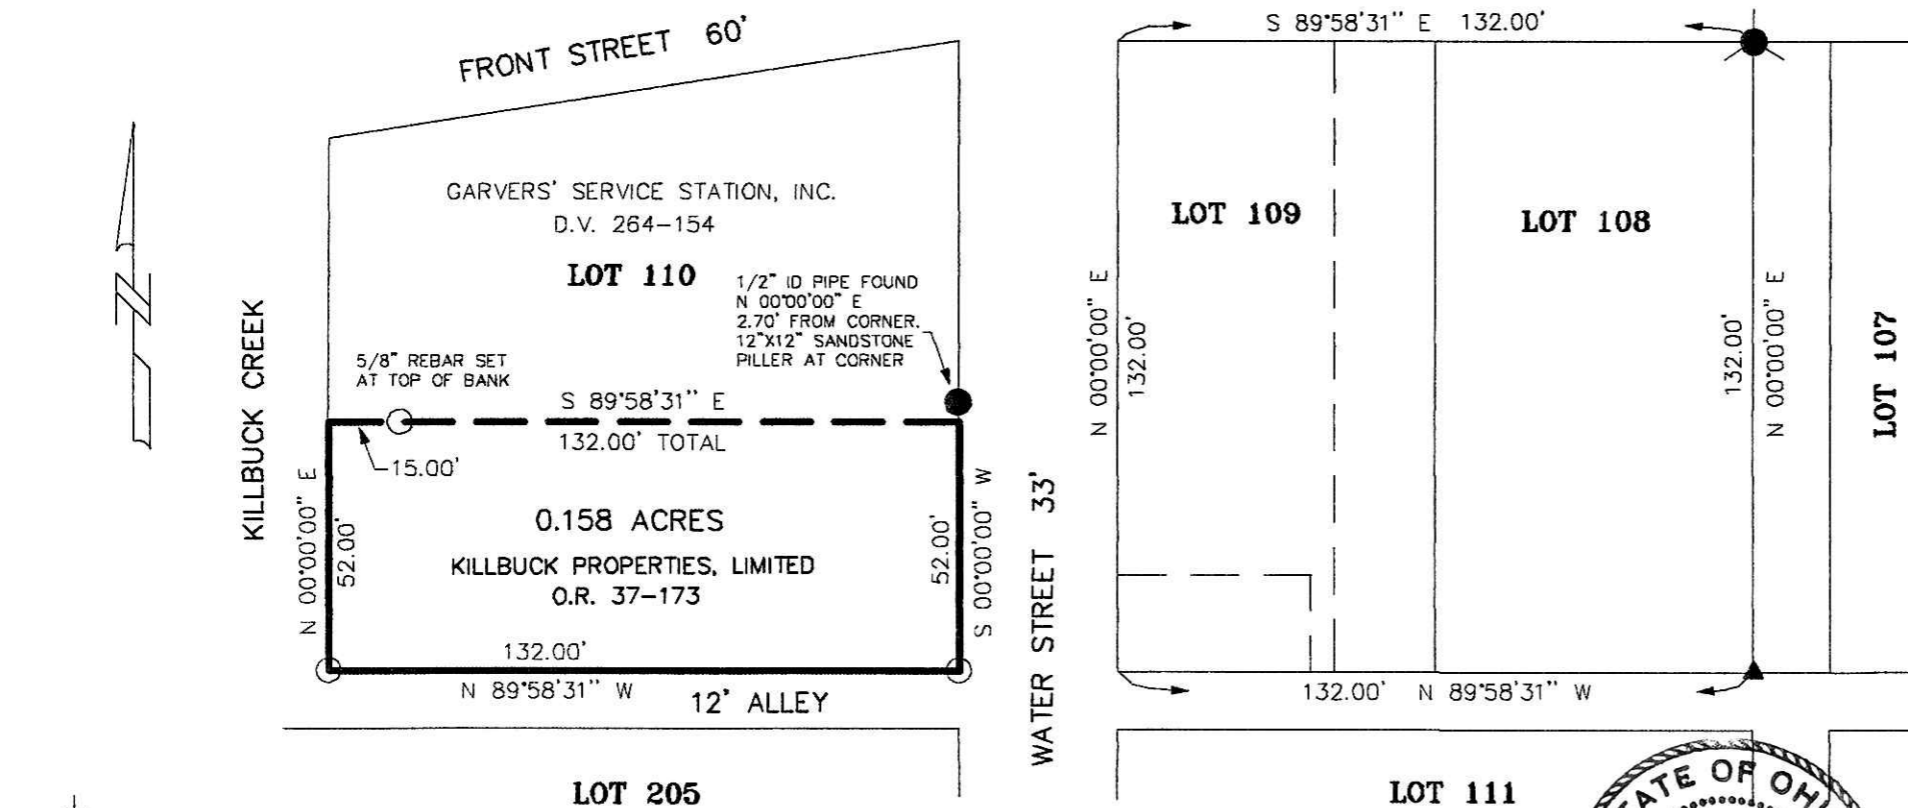 FRONT STREET 60'
S 89°58'31" E 132.00'
GARVERS' SERVICE STATION, INC.
D.V. 264-154
LOT 110
1/2" ID PIPE FOUND
N 00°00'00" E
2.70' FROM CORNER.
12"X12" SANDSTONE
PILLER AT CORNER
5/8" REBAR SET
AT TOP OF BANK
S 89°58'31" E
132.00' TOTAL
15.00'
KILLBUCK CREEK
N 00°00'00" E
52.00'
0.158 ACRES
KILLBUCK PROPERTIES, LIMITED
O.R. 37-173
52.00'
S 00°00'00" W
132.00'
N 89°58'31" W
12' ALLEY
WATER STREET 33'
LOT 109
LOT 108
N 00°00'00" E
132.00'
132.00'
N 00°00'00" E
LOT 107
132.00' N 89°58'31" W
LOT 205
LOT 111
N
OF